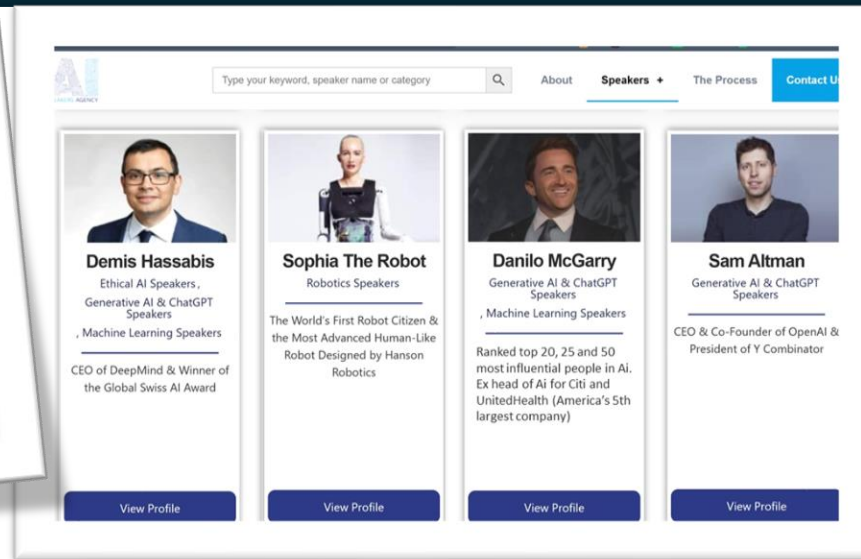 AI
AGENCY
Type your keyword, speaker name or category
About
Speakers +
The Process
Contact
Demis Hassabis
Ethical AI Speakers,
Generative AI & ChatGPT
Speakers
, Machine Learning Speakers
CEO of DeepMind & Winner of
the Global Swiss AI Award
View Profile
Sophia The Robot
Robotics Speakers
The World's First Robot Citizen &
the Most Advanced Human-Like
Robot Designed by Hanson
Robotics
View Profile
Danilo McGarry
Generative AI & ChatGPT
Speakers
, Machine Learning Speakers
Ranked top 20, 25 and 50
most influential people in Ai.
Ex head of Ai for Citi and
UnitedHealth (America's 5th
largest company)
View Profile
Sam Altman
Generative AI & ChatGPT
Speakers
CEO & Co-Founder of OpenAI &
President of Y Combinator
View Profile